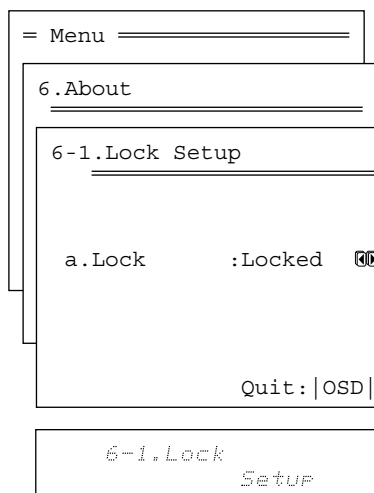 = Menu
6.About
6-1.Lock Setup
a.Lock :Locked
Quit:|OSD|
6-1.Lock
Setup